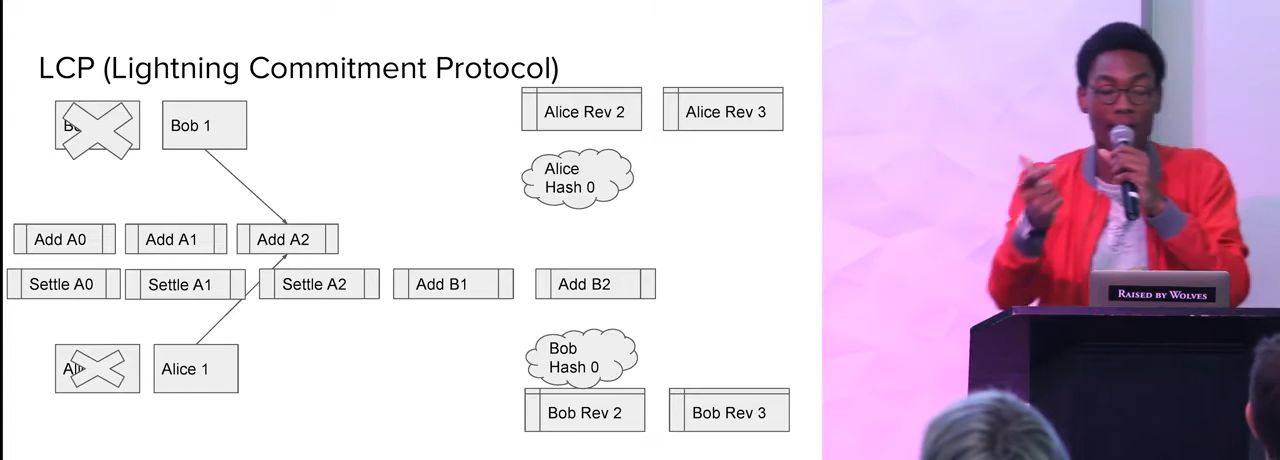 LCP (Lightning Commitment Protocol)
Bob 1
Alice Rev 2
Alice Rev 3
Alice
Hash 0
Add A0
Add A1
Add A2
Settle A0
Settle A1
Settle A2
Add B1
Add B2
Bob
Hash 0
Alice 1
Bob Rev 2
Bob Rev 3
RAISED BY WOLVES